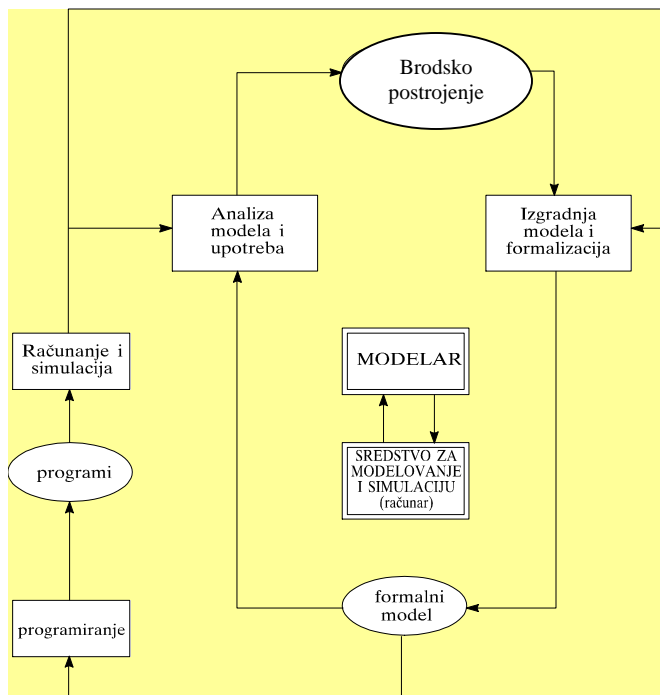 Brodsko
postrojenje
Analiza
modela i
upotreba
Izgradnja
modela i
formalizacija
Računanje i
simulacija
MODELAR
programi
SREDSTVO ZA
MODELOVANJE
I SIMULACIJU
(računar)
formalni
model
programiranje